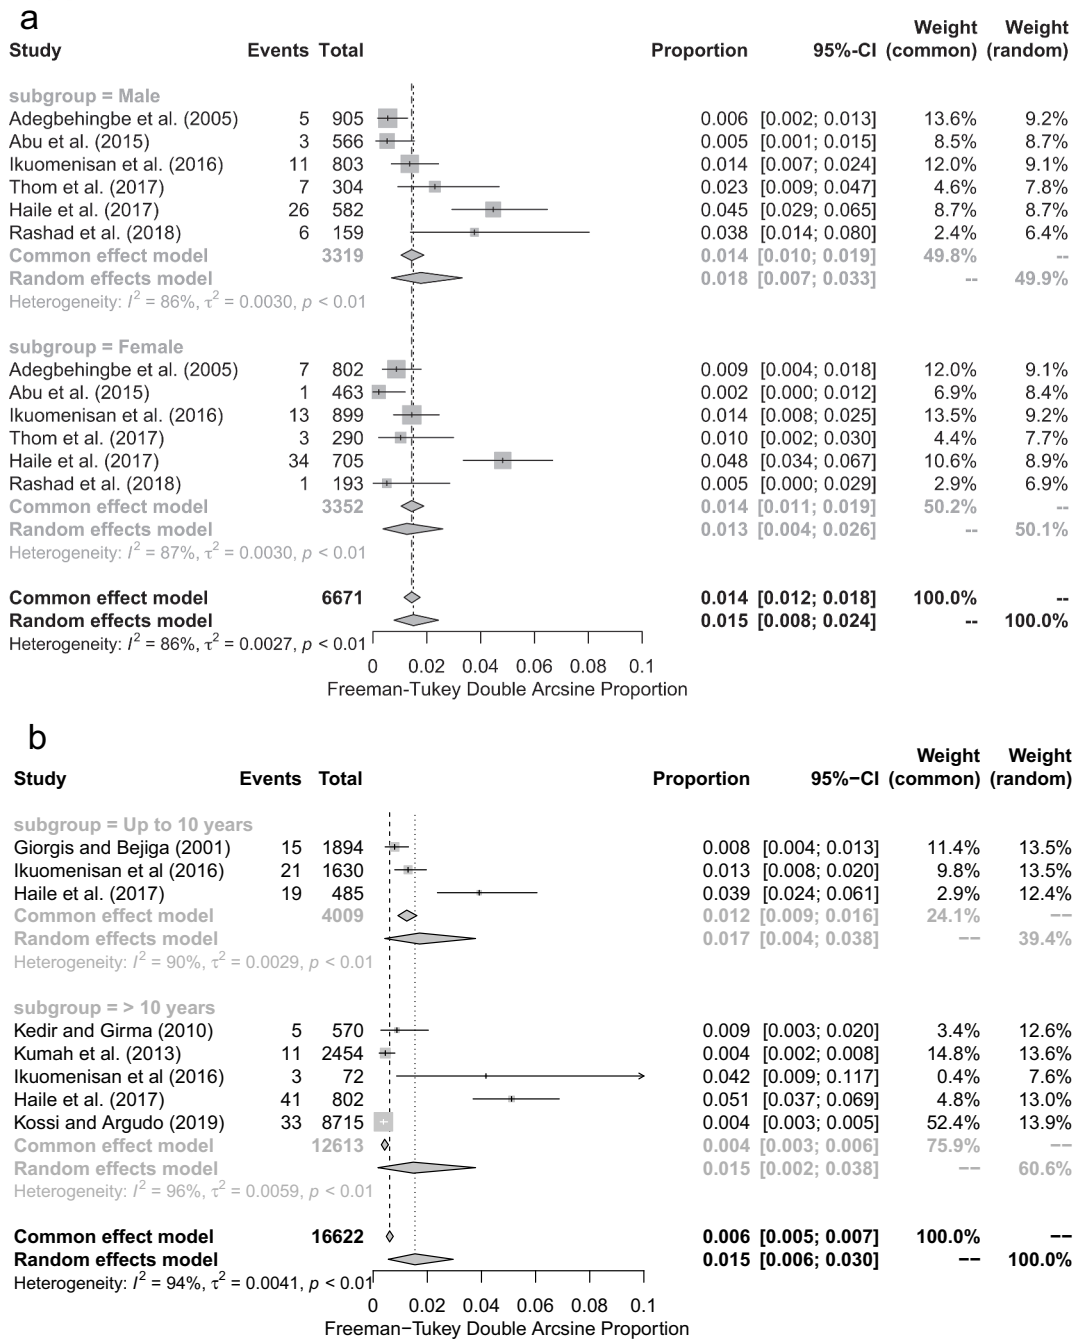 a
Weight Weight
Study Events Total Proportion 95%-CI (common) (random)
subgroup = Male
Adegbehingbe et al. (2005) 5 905 0.006 [0.002; 0.013] 13.6% 9.2%
Abu et al. (2015) 3 566 0.005 [0.001; 0.015] 8.5% 8.7%
Ikuomenisan et al. (2016) 11 803 0.014 [0.007; 0.024] 12.0% 9.1%
Thom et al. (2017) 7 304 0.023 [0.009; 0.047] 4.6% 7.8%
Haile et al. (2017) 26 582 0.045 [0.029; 0.065] 8.7% 8.7%
Rashad et al. (2018) 6 159 0.038 [0.014; 0.080] 2.4% 6.4%
Common effect model 3319 0.014 [0.010; 0.019] 49.8% --
Random effects model 0.018 [0.007; 0.033] -- 49.9%
Heterogeneity: I² = 86%, τ² = 0.0030, p < 0.01
subgroup = Female
Adegbehingbe et al. (2005) 7 802 0.009 [0.004; 0.018] 12.0% 9.1%
Abu et al. (2015) 1 463 0.002 [0.000; 0.012] 6.9% 8.4%
Ikuomenisan et al. (2016) 13 899 0.014 [0.008; 0.025] 13.5% 9.2%
Thom et al. (2017) 3 290 0.010 [0.002; 0.030] 4.4% 7.7%
Haile et al. (2017) 34 705 0.048 [0.034; 0.067] 10.6% 8.9%
Rashad et al. (2018) 1 193 0.005 [0.000; 0.029] 2.9% 6.9%
Common effect model 3352 0.014 [0.011; 0.019] 50.2% --
Random effects model 0.013 [0.004; 0.026] -- 50.1%
Heterogeneity: I² = 87%, τ² = 0.0030, p < 0.01
Common effect model 6671 0.014 [0.012; 0.018] 100.0% --
Random effects model 0.015 [0.008; 0.024] -- 100.0%
Heterogeneity: I² = 86%, τ² = 0.0027, p < 0.01
0 0.02 0.04 0.06 0.08 0.1
Freeman-Tukey Double Arcsine Proportion
b
Weight Weight
Study Events Total Proportion 95%−CI (common) (random)
subgroup = Up to 10 years
Giorgis and Bejiga (2001) 15 1894 0.008 [0.004; 0.013] 11.4% 13.5%
Ikuomenisan et al (2016) 21 1630 0.013 [0.008; 0.020] 9.8% 13.5%
Haile et al. (2017) 19 485 0.039 [0.024; 0.061] 2.9% 12.4%
Common effect model 4009 0.012 [0.009; 0.016] 24.1% −−
Random effects model 0.017 [0.004; 0.038] −− 39.4%
Heterogeneity: I² = 90%, τ² = 0.0029, p < 0.01
subgroup = > 10 years
Kedir and Girma (2010) 5 570 0.009 [0.003; 0.020] 3.4% 12.6%
Kumah et al. (2013) 11 2454 0.004 [0.002; 0.008] 14.8% 13.6%
Ikuomenisan et al (2016) 3 72 0.042 [0.009; 0.117] 0.4% 7.6%
Haile et al. (2017) 41 802 0.051 [0.037; 0.069] 4.8% 13.0%
Kossi and Argudo (2019) 33 8715 0.004 [0.003; 0.005] 52.4% 13.9%
Common effect model 12613 0.004 [0.003; 0.006] 75.9% −−
Random effects model 0.015 [0.002; 0.038] −− 60.6%
Heterogeneity: I² = 96%, τ² = 0.0059, p < 0.01
Common effect model 16622 0.006 [0.005; 0.007] 100.0% −−
Random effects model 0.015 [0.006; 0.030] −− 100.0%
Heterogeneity: I² = 94%, τ² = 0.0041, p < 0.01
0 0.02 0.04 0.06 0.08 0.1
Freeman−Tukey Double Arcsine Proportion